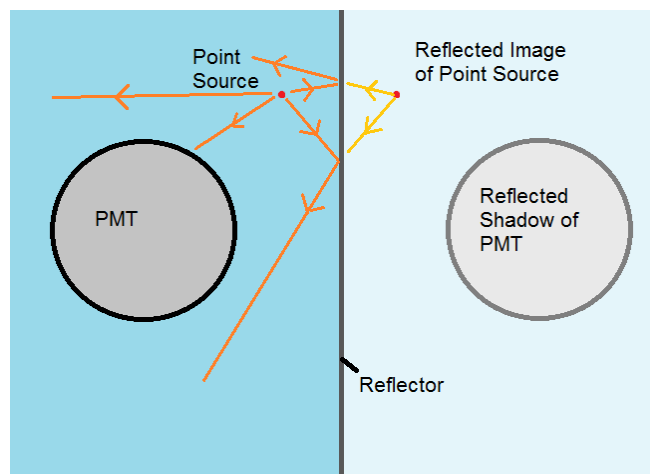 Point
Source
Reflected Image
of Point Source
PMT
Reflected
Shadow of
PMT
Reflector